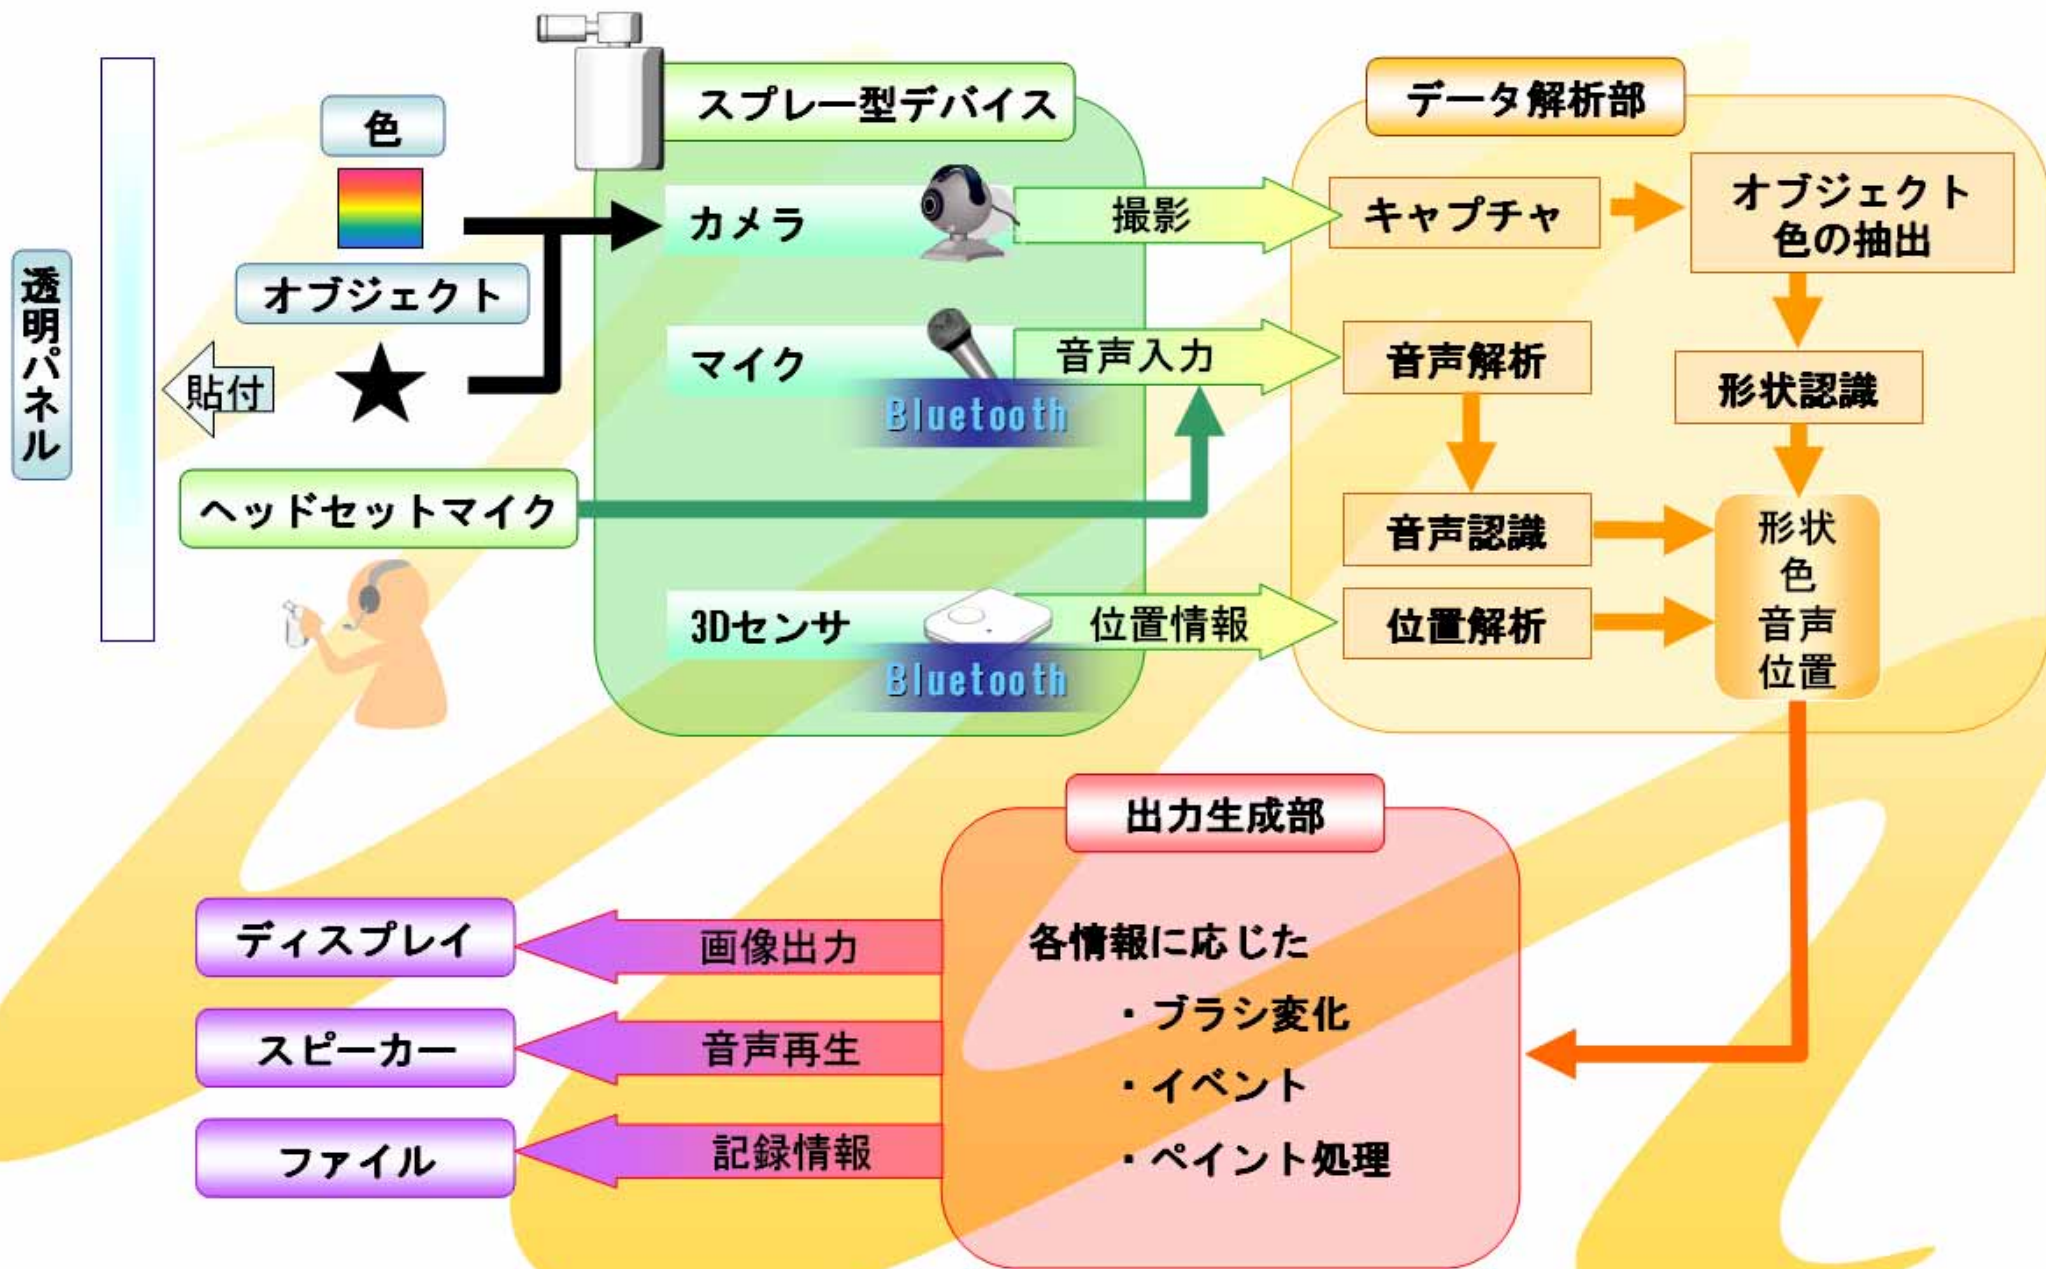 透明パネル
色
オブジェクト
貼付
ヘッドセットマイク
スプレー型デバイス
カメラ
撮影
マイク
音声入力
Bluetooth
3Dセンサ
位置情報
Bluetooth
データ解析部
キャプチャ
オブジェクト
色の抽出
音声解析
形状認識
音声認識
位置解析
形状
色
音声
位置
出力生成部
各情報に応じた
・ブラシ変化
・イベント
・ペイント処理
画像出力
音声再生
記録情報
ディスプレイ
スピーカー
ファイル